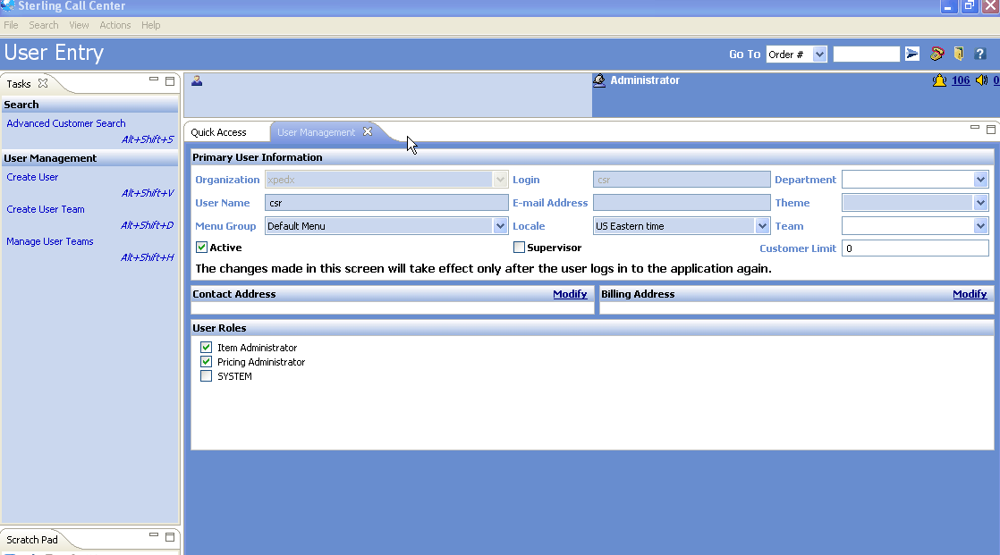 Sterling Call Center
File Search View Actions Help
User Entry
Go To Order #
Tasks
Administrator
106
0
Search
Advanced Customer Search
Alt+Shift+S
User Management
Create User
Alt+Shift+V
Create User Team
Alt+Shift+D
Manage User Teams
Alt+Shift+H
Scratch Pad
Quick Access
User Management
Primary User Information
Organization xpedx Login csr Department
User Name csr E-mail Address Theme
Menu Group Default Menu Locale US Eastern time Team
Active Supervisor Customer Limit 0
The changes made in this screen will take effect only after the user logs in to the application again.
Contact Address Modify Billing Address Modify
User Roles
Item Administrator
Pricing Administrator
SYSTEM